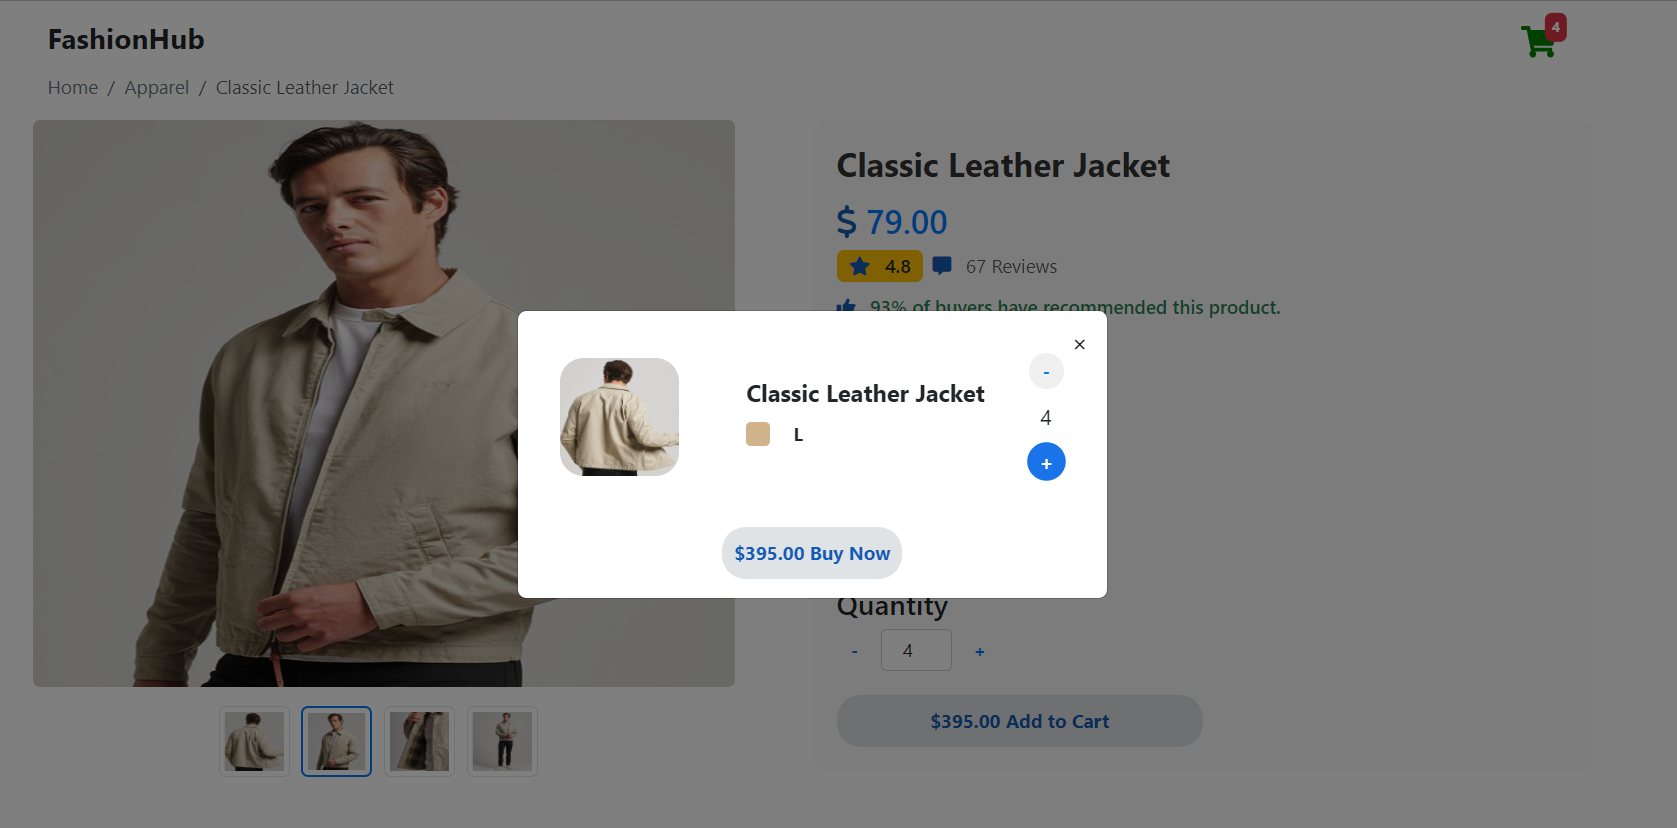 FashionHub
4
Home / Apparel / Classic Leather Jacket
Classic Leather Jacket
$ 79.00
4.8 67 Reviews
93% of buyers have recommended this product.
×
Classic Leather Jacket
L
-
4
+
$395.00 Buy Now
Quantity
- 4 +
$395.00 Add to Cart